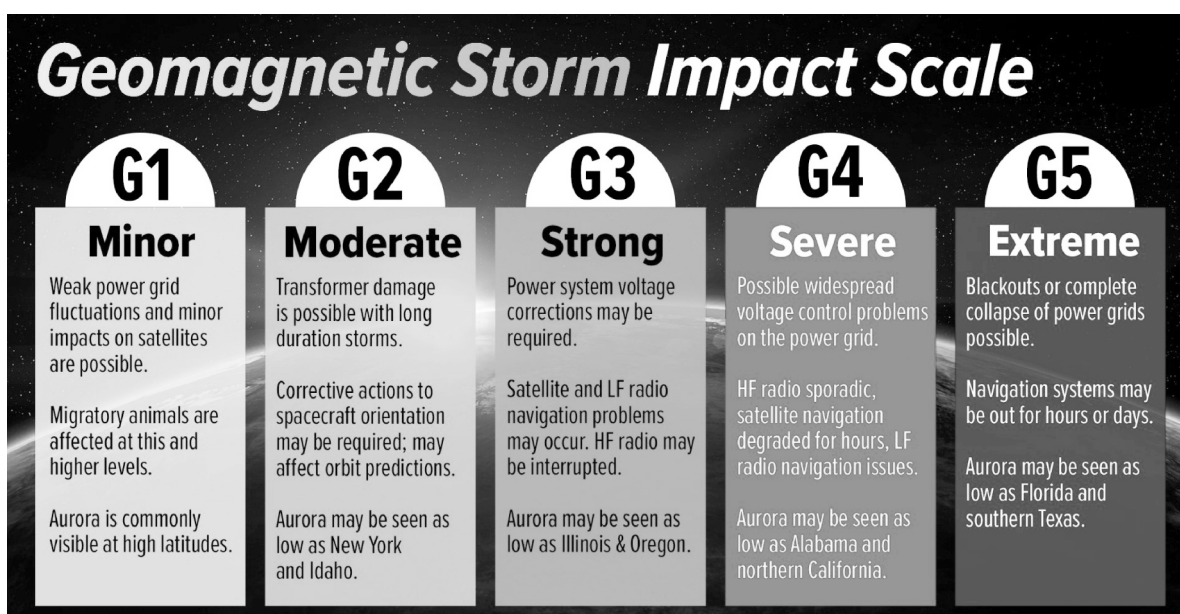 Geomagnetic Storm Impact Scale
G1
Minor
Weak power grid
fluctuations and minor
impacts on satellites
are possible.
Migratory animals are
affected at this and
higher levels.
Aurora is commonly
visible at high latitudes.
G2
Moderate
Transformer damage
is possible with long
duration storms.
Corrective actions to
spacecraft orientation
may be required; may
affect orbit predictions.
Aurora may be seen as
low as New York
and Idaho.
G3
Strong
Power system voltage
corrections may be
required.
Satellite and LF radio
navigation problems
may occur. HF radio may
be interrupted.
Aurora may be seen as
low as Illinois & Oregon.
G4
Severe
Possible widespread
voltage control problems
on the power grid.
HF radio sporadic,
satellite navigation
degraded for hours, LF
radio navigation issues.
Aurora may be seen as
low as Alabama and
northern California.
G5
Extreme
Blackouts or complete
collapse of power grids
possible.
Navigation systems may
be out for hours or days.
Aurora may be seen as
low as Florida and
southern Texas.